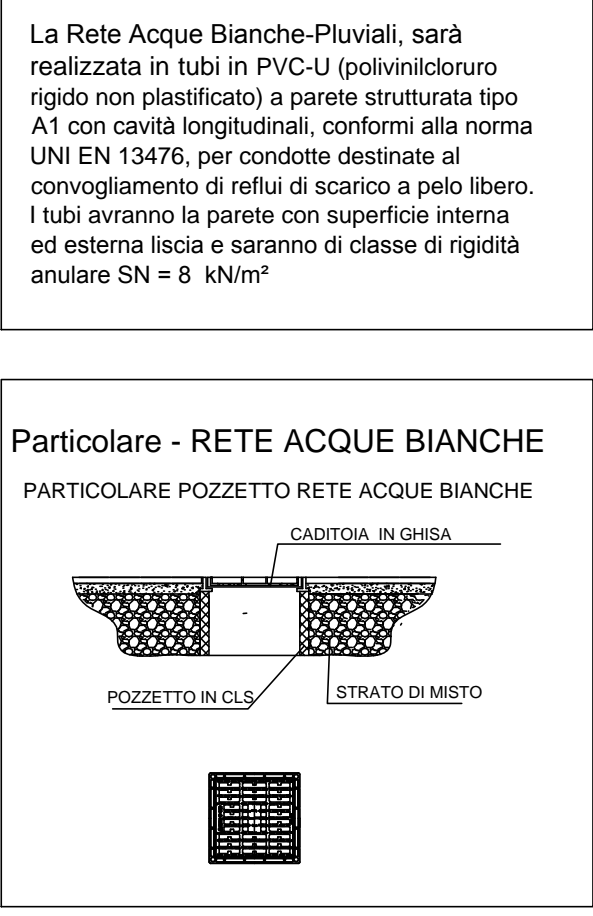 La Rete Acque Bianche-Pluviali, sarà
realizzata in tubi in PVC-U (polivinilcloruro
rigido non plastificato) a parete strutturata tipo
A1 con cavità longitudinali, conformi alla norma
UNI EN 13476, per condotte destinate al
convogliamento di reflui di scarico a pelo libero.
I tubi avranno la parete con superficie interna
ed esterna liscia e saranno di classe di rigidità
anulare SN = 8 kN/m²
Particolare - RETE ACQUE BIANCHE
PARTICOLARE POZZETTO RETE ACQUE BIANCHE
CADITOIA IN GHISA
POZZETTO IN CLS
STRATO DI MISTO